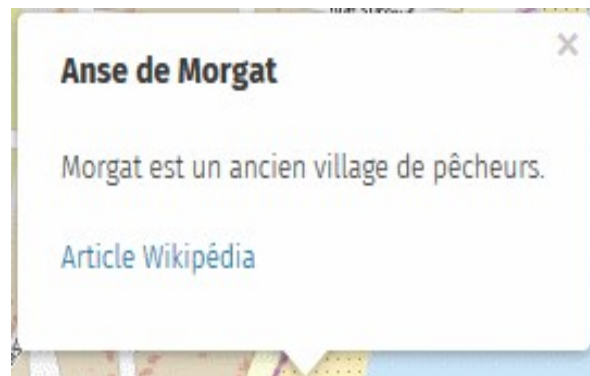 Anse de Morgat
Morgat est un ancien village de pêcheurs.
Article Wikipédia